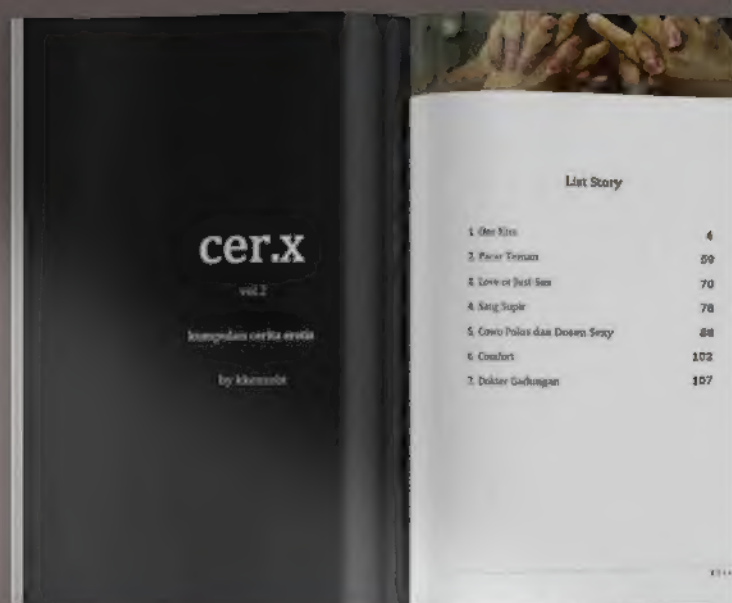 cer.x
vol.2
kumpulan cerita erotis
by
List Story
1. One Kiss 4
2. Pacar Teman 59
3. Love or Just Sex 70
4. Sang Supir 78
5. Cowo Polos dan Dosen Sexy 88
6. Comfort 102
7. Dokter Gadungan 107